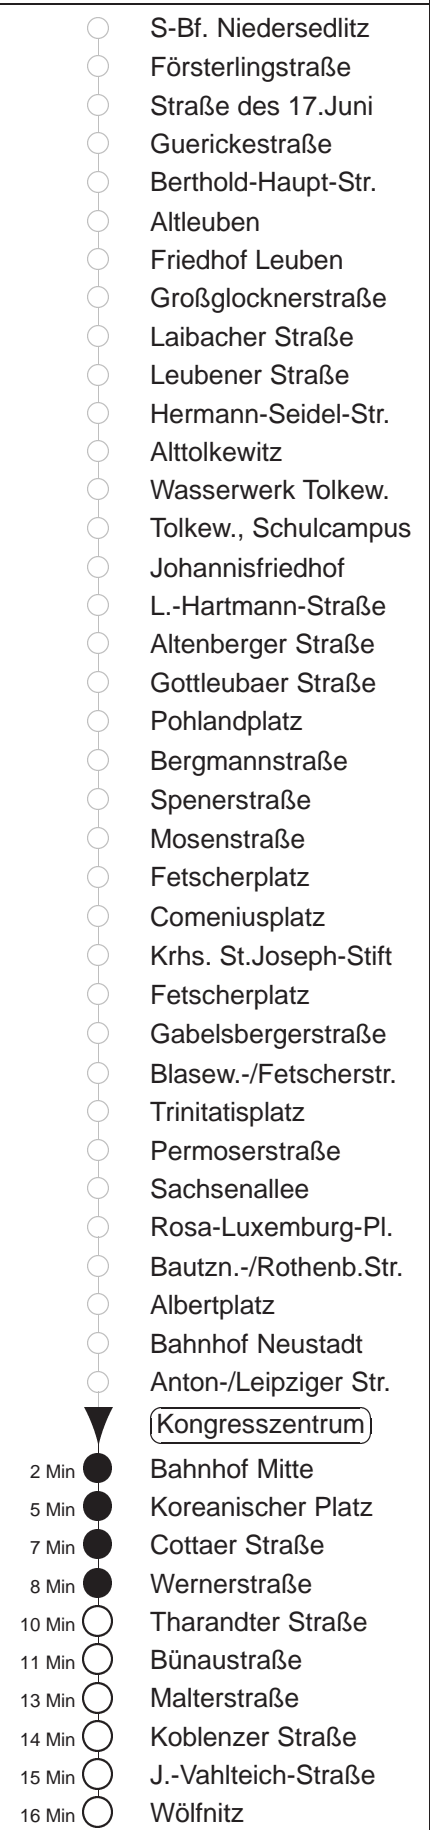 S-Bf. Niedersedlitz
Försterlingstraße
Straße des 17.Juni
Guerickestraße
Berthold-Haupt-Str.
Altleuben
Friedhof Leuben
Großglocknerstraße
Laibacher Straße
Leubener Straße
Hermann-Seidel-Str.
Alttolkewitz
Wasserwerk Tolkew.
Tolkew., Schulcampus
Johannisfriedhof
L.-Hartmann-Straße
Altenberger Straße
Gottleubaer Straße
Pohlandplatz
Bergmannstraße
Spenerstraße
Mosenstraße
Fetscherplatz
Comeniusplatz
Krhs. St.Joseph-Stift
Fetscherplatz
Gabelsbergerstraße
Blasew.-/Fetscherstr.
Trinitatisplatz
Permoserstraße
Sachsenallee
Rosa-Luxemburg-Pl.
Bautzn.-/Rothenb.Str.
Albertplatz
Bahnhof Neustadt
Anton-/Leipziger Str.
Kongresszentrum
2 Min Bahnhof Mitte
5 Min Koreanischer Platz
7 Min Cottaer Straße
8 Min Wernerstraße
10 Min Tharandter Straße
11 Min Bünaustraße
13 Min Malterstraße
14 Min Koblenzer Straße
15 Min J.-Vahlteich-Straße
16 Min Wölfnitz